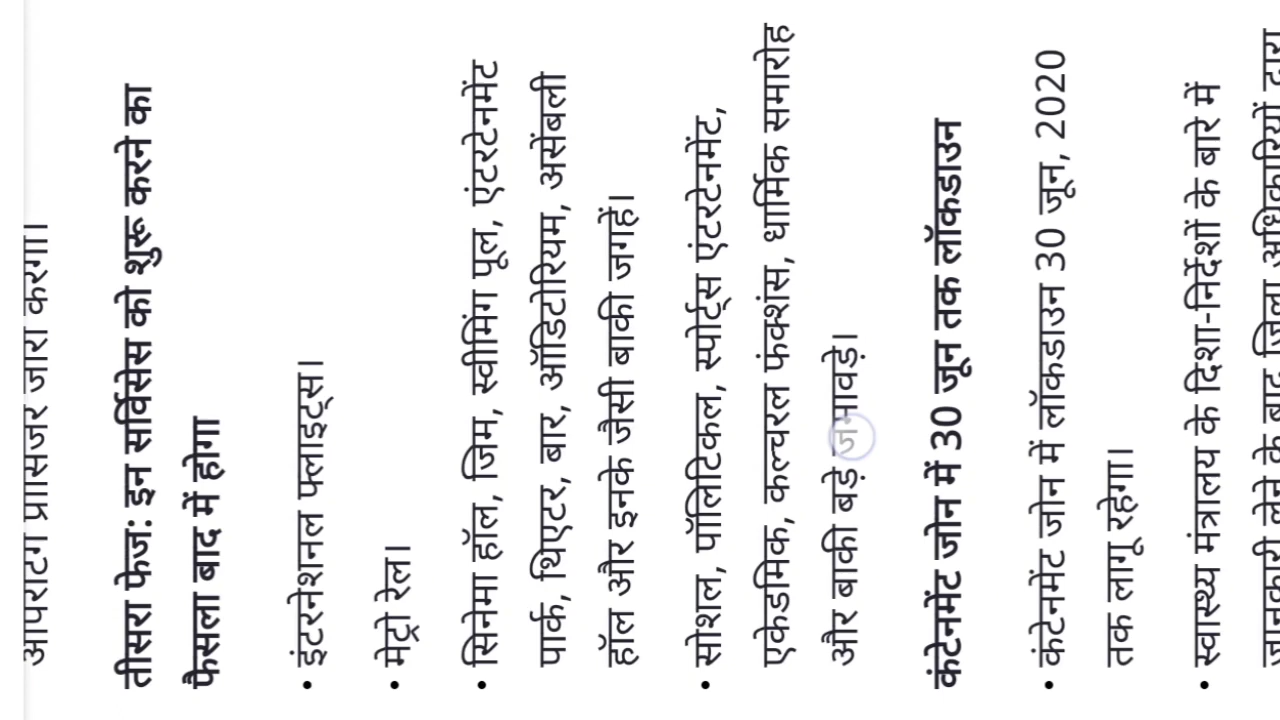 आपरेटिंग प्रोसिजर जारी करेगी।
तीसरा फेज: इन सर्विसेस को शुरू करने का
फैसला बाद में होगा
• इंटरनेशनल फ्लाइट्स।
• मेट्रो रेल।
• सिनेमा हॉल, जिम, स्वीमिंग पूल, एंटरटेनमेंट
पार्क, थिएटर, बार, ऑडिटोरियम, असेंबली
हॉल और इनके जैसी बाकी जगहें।
• सोशल, पॉलिटिकल, स्पोर्ट्स एंटरटेनमेंट,
एकेडमिक, कल्चरल फंक्शंस, धार्मिक समारोह
और बाकी बड़े जमावड़े।
कंटेनमेंट जोन में 30 जून तक लॉकडाउन
• कंटेनमेंट जोन में लॉकडाउन 30 जून, 2020
तक लागू रहेगा।
• स्वास्थ्य मंत्रालय के दिशा-निर्देशों के बारे में
जानकारी लेने के बाद जिला अधिकारियों द्वारा